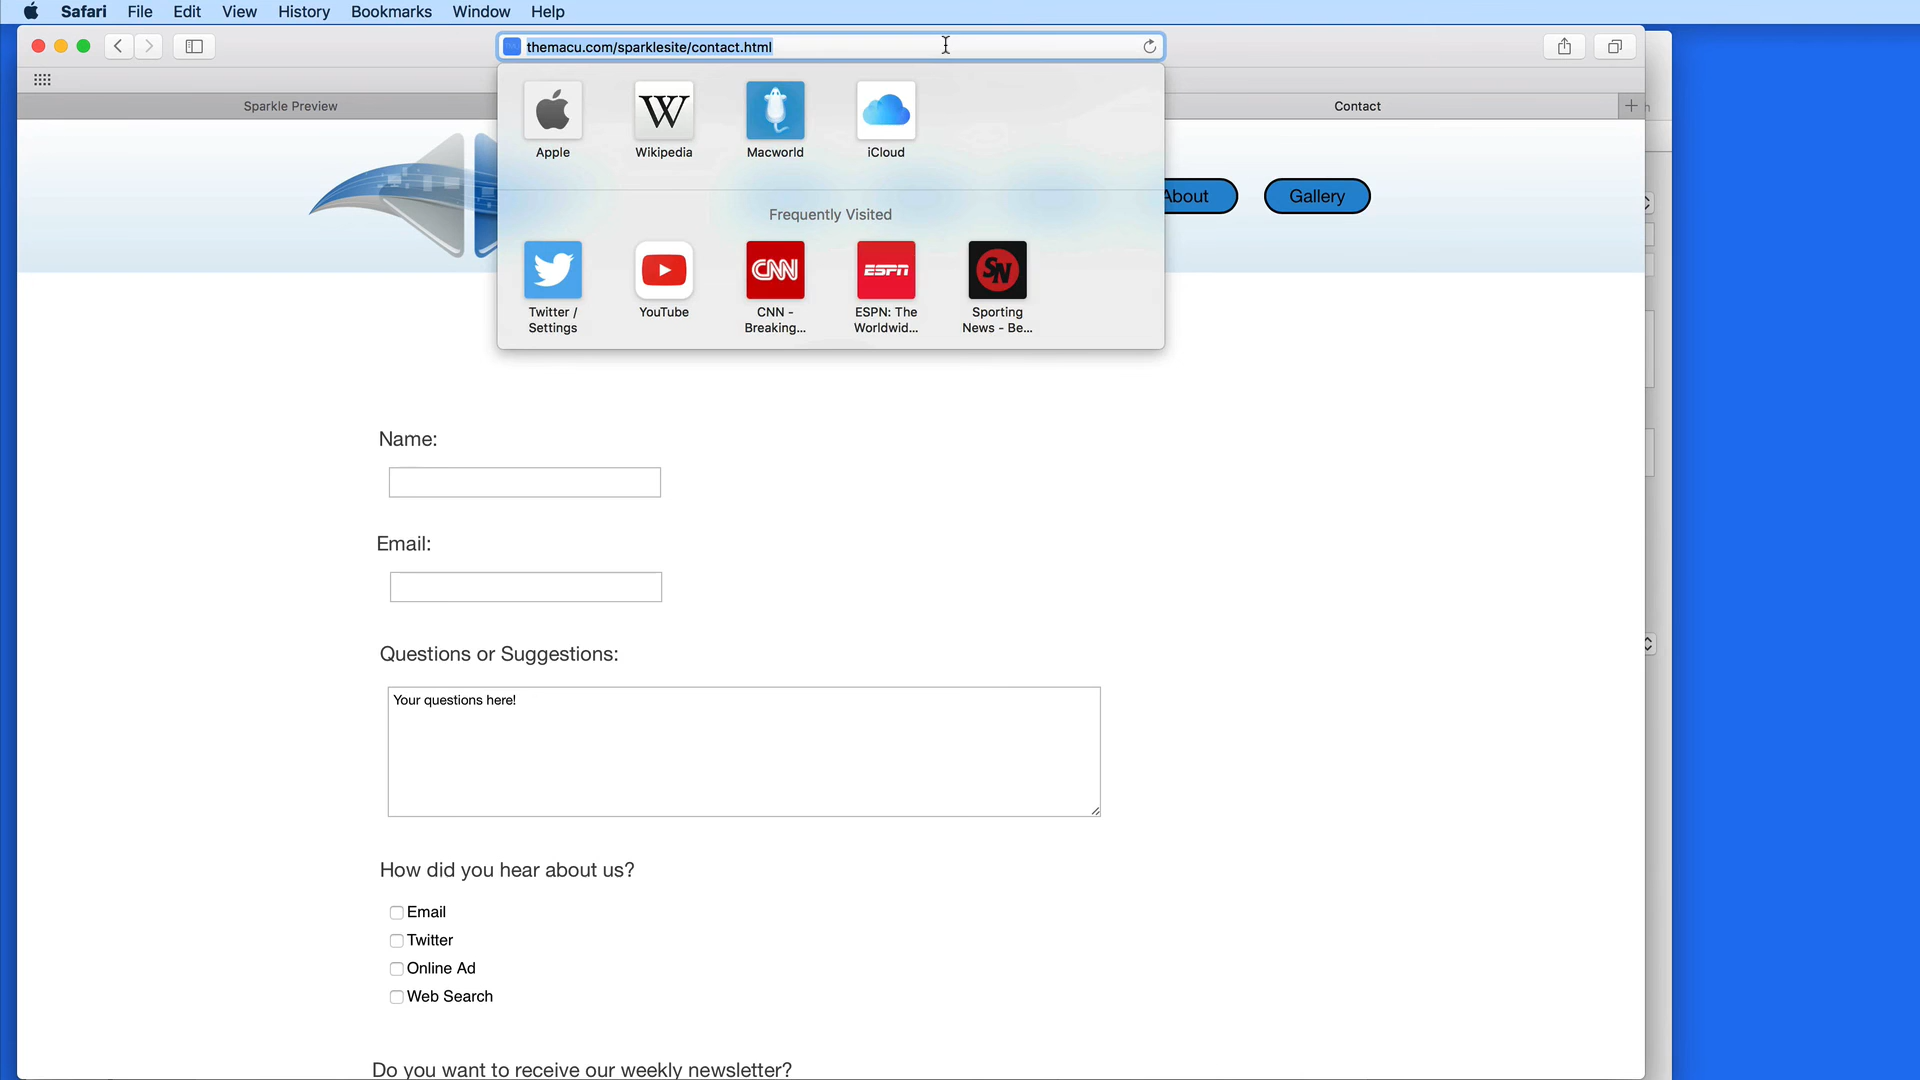 Safari File Edit View History Bookmarks Window Help
themacu.com/sparklesite/contact.html
Sparkle Preview
Contact
W
Apple Wikipedia Macworld iCloud
About Gallery
Frequently Visited
CNN ESPN SN
Twitter / Settings
YouTube
CNN - Breaking...
ESPN: The Worldwid...
Sporting News - Be...
Name:
Email:
Questions or Suggestions:
Your questions here!
How did you hear about us?
Email
Twitter
Online Ad
Web Search
Do you want to receive our weekly newsletter?